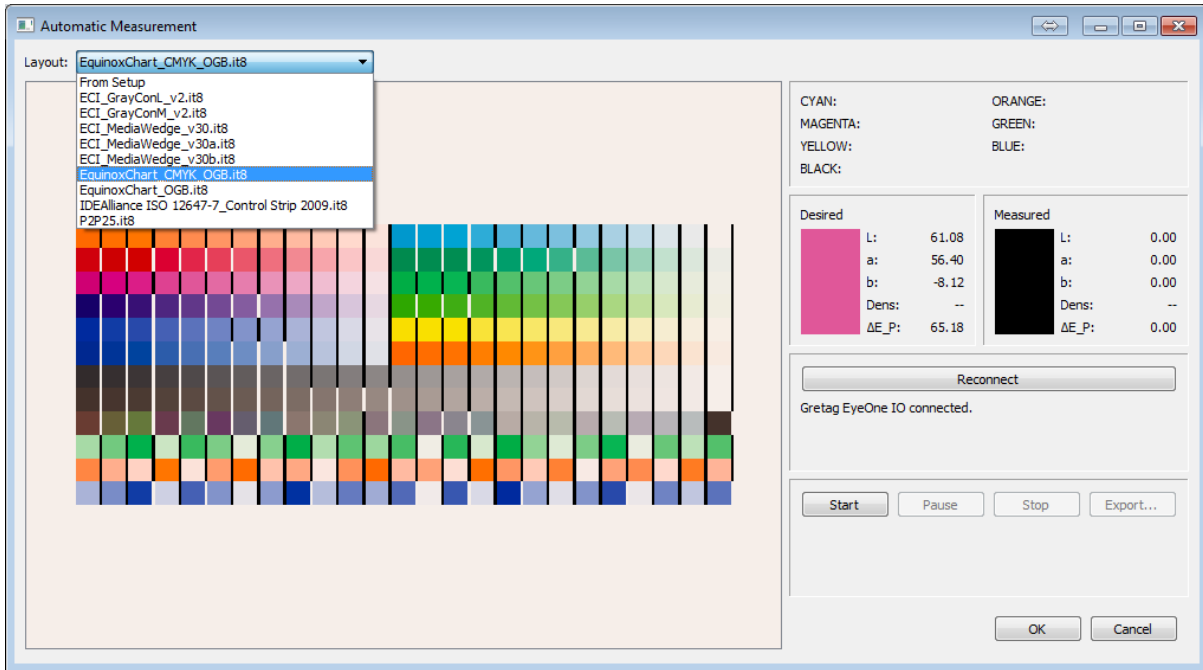 Automatic Measurement
Layout: EquinoxChart_CMYK_OGB.it8
From Setup
ECI_GrayConL_v2.it8
ECI_GrayConM_v2.it8
ECI_MediaWedge_v30.it8
ECI_MediaWedge_v30a.it8
ECI_MediaWedge_v30b.it8
EquinoxChart_CMYK_OGB.it8
EquinoxChart_OGB.it8
IDEAlliance ISO 12647-7_Control Strip 2009.it8
P2P25.it8
CYAN: ORANGE:
MAGENTA: GREEN:
YELLOW: BLUE:
BLACK:
Desired Measured
L: 61.08 L: 0.00
a: 56.40 a: 0.00
b: -8.12 b: 0.00
Dens: -- Dens: --
ΔE_P: 65.18 ΔE_P: 0.00
Reconnect
Gretag EyeOne IO connected.
Start Pause Stop Export...
OK Cancel